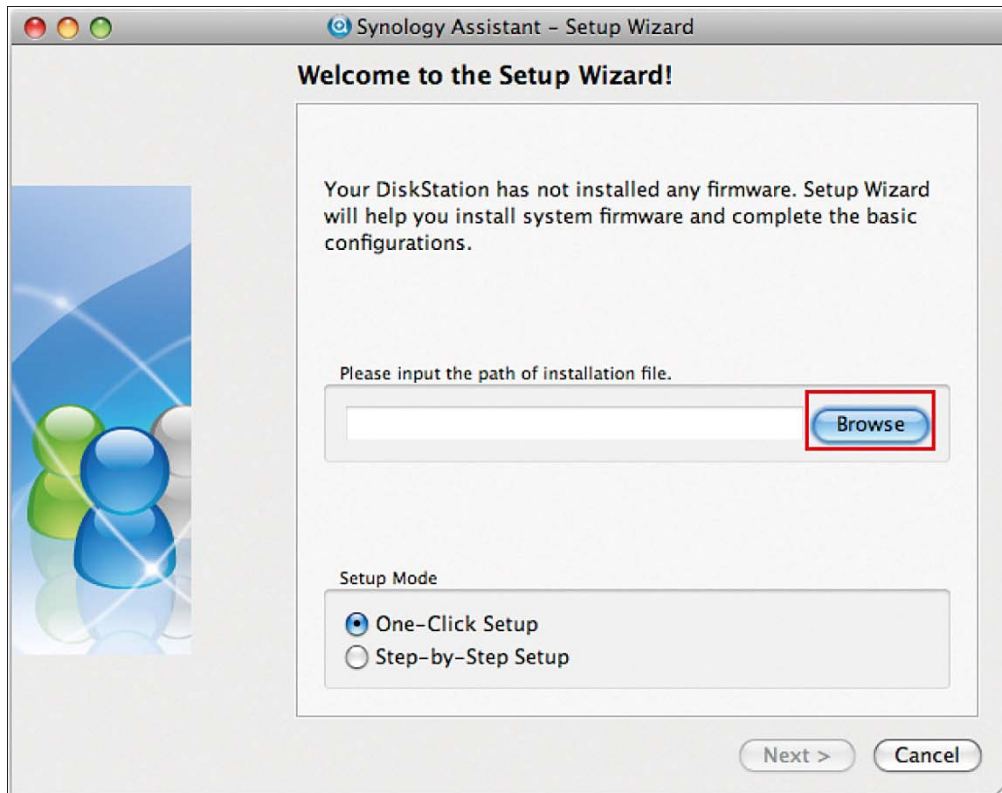 Synology Assistant – Setup Wizard
Welcome to the Setup Wizard!
Your DiskStation has not installed any firmware. Setup Wizard
will help you install system firmware and complete the basic
configurations.
Please input the path of installation file.
Browse
Setup Mode
One-Click Setup
Step-by-Step Setup
Next >
Cancel